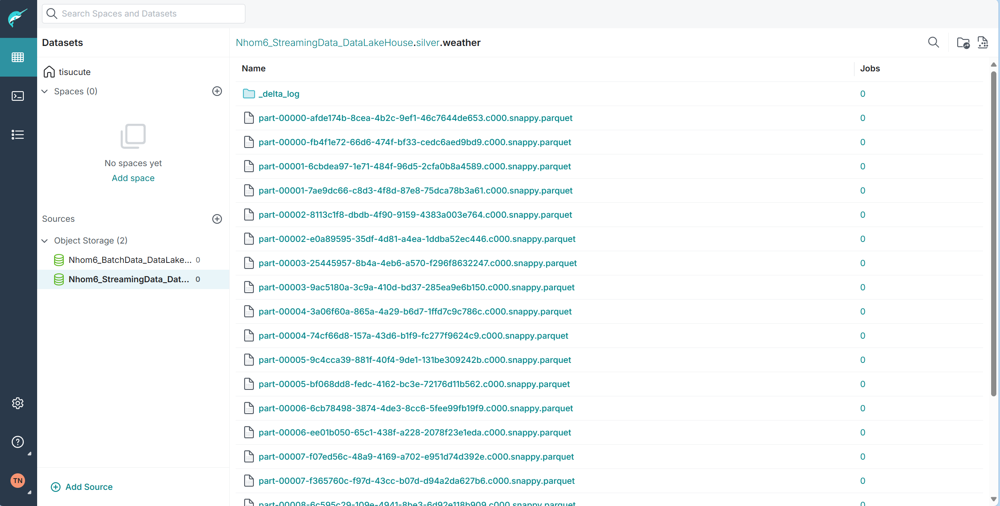 Search Spaces and Datasets
Datasets
Nhom6_StreamingData_DataLakeHouse.silver.weather
tisucute
Spaces (0)
No spaces yet
Add space
Sources
Object Storage (2)
Nhom6_BatchData_DataLake... 0
Nhom6_StreamingData_Dat... 0
Add Source
TN
Name Jobs
_delta_log 0
part-00000-afde174b-8cea-4b2c-9ef1-46c7644de653.c000.snappy.parquet 0
part-00000-fb4f1e72-66d6-474f-bf33-cedc6aed9bd9.c000.snappy.parquet 0
part-00001-6cbdea97-1e71-484f-96d5-2cfa0b8a4589.c000.snappy.parquet 0
part-00001-7ae9dc66-c8d3-4f8d-87e8-75dca78b3a61.c000.snappy.parquet 0
part-00002-8113c1f8-dbdb-4f90-9159-4383a003e764.c000.snappy.parquet 0
part-00002-e0a89595-35df-4d81-a4ea-1ddba52ec446.c000.snappy.parquet 0
part-00003-25445957-8b4a-4eb6-a570-f296f8632247.c000.snappy.parquet 0
part-00003-9ac5180a-3c9a-410d-bd37-285ea9e6b150.c000.snappy.parquet 0
part-00004-3a06f60a-865a-4a29-b6d7-1ffd7c9c786c.c000.snappy.parquet 0
part-00004-74cf66d8-157a-43d6-b1f9-fc277f9624c9.c000.snappy.parquet 0
part-00005-9c4cca39-881f-40f4-9de1-131be309242b.c000.snappy.parquet 0
part-00005-bf068dd8-fedc-4162-bc3e-72176d11b562.c000.snappy.parquet 0
part-00006-6cb78498-3874-4de3-8cc6-5fee99fb19f9.c000.snappy.parquet 0
part-00006-ee01b050-65c1-438f-a228-2078f23e1eda.c000.snappy.parquet 0
part-00007-f07ed56c-48a9-4169-a702-e951d74d392e.c000.snappy.parquet 0
part-00007-f365760c-f97d-43cc-b07d-d94a2da627b6.c000.snappy.parquet 0
part-00008-6c595c29-109e-4941-8be3-6d92e118b909.c000.snappy.parquet 0